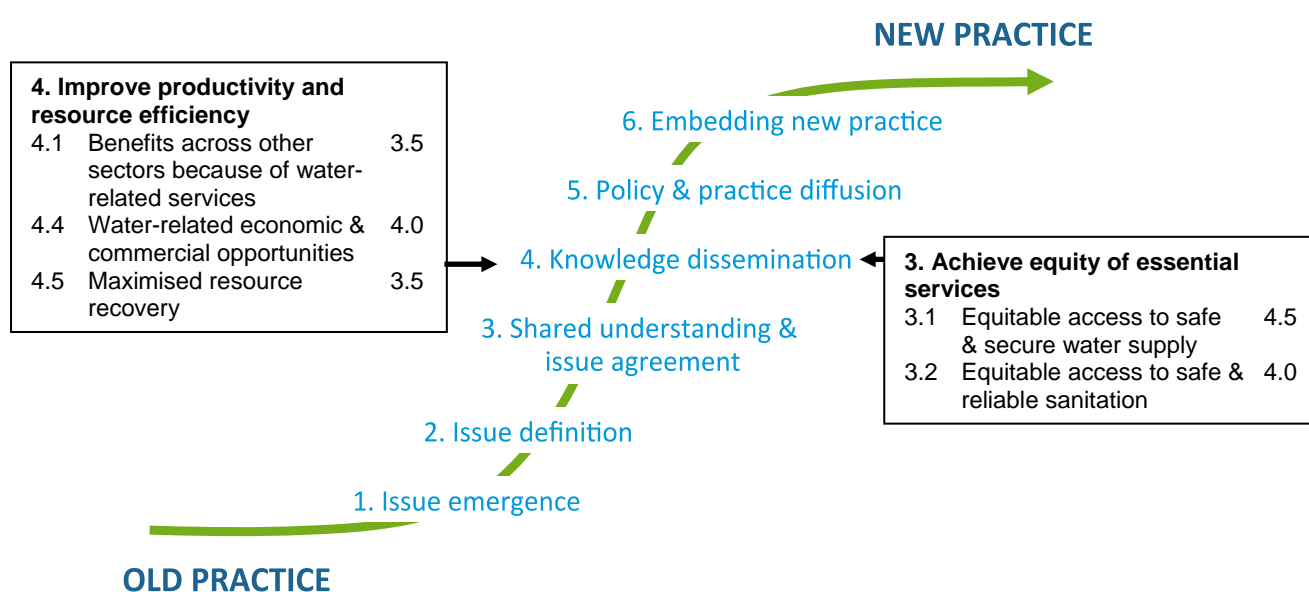 NEW PRACTICE
4. Improve productivity and
resource efficiency
4.1 Benefits across other 3.5
sectors because of water-
related services
4.4 Water-related economic & 4.0
commercial opportunities
4.5 Maximised resource 3.5
recovery
6. Embedding new practice
5. Policy & practice diffusion
4. Knowledge dissemination
3. Shared understanding &
issue agreement
2. Issue definition
1. Issue emergence
3. Achieve equity of essential
services
3.1 Equitable access to safe 4.5
& secure water supply
3.2 Equitable access to safe & 4.0
reliable sanitation
OLD PRACTICE